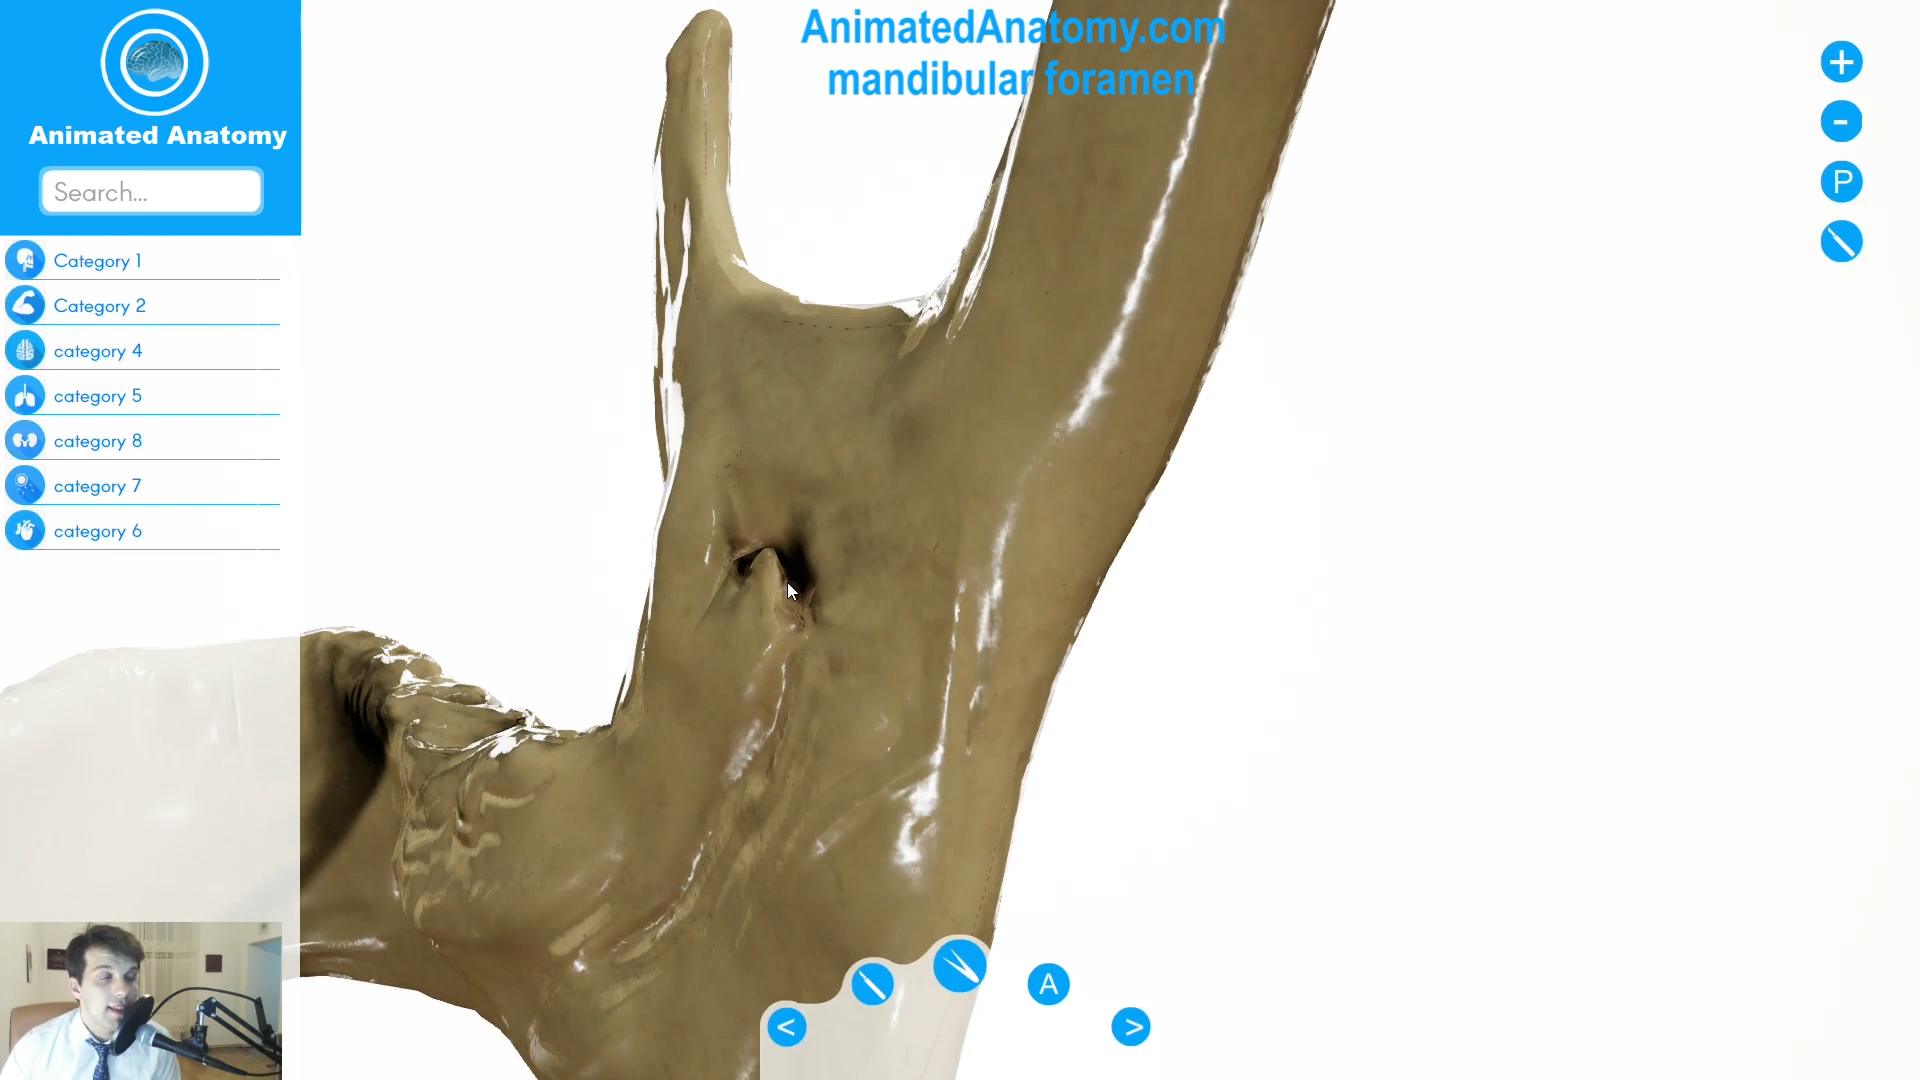 AnimatedAnatomy.com
mandibular foramen
Animated Anatomy
Search...
Category 1
Category 2
category 4
category 5
category 8
category 7
category 6
+
-
P
<
A
>